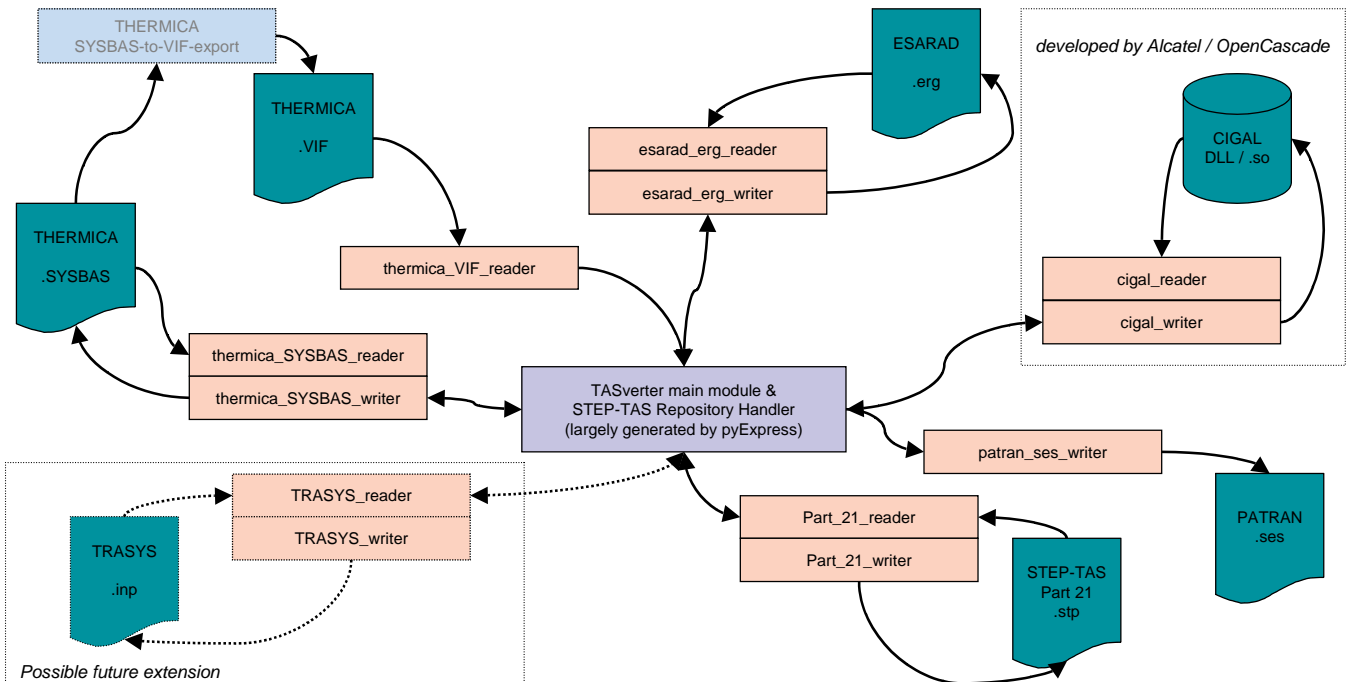 THERMICA
SYSBAS-to-VIF-export
THERMICA
.VIF
THERMICA
.SYSBAS
ESARAD
.erg
developed by Alcatel / OpenCascade
CIGAL
DLL / .so
esarad_erg_reader
esarad_erg_writer
thermica_VIF_reader
cigal_reader
cigal_writer
thermica_SYSBAS_reader
thermica_SYSBAS_writer
TASverter main module &
STEP-TAS Repository Handler
(largely generated by pyExpress)
patran_ses_writer
PATRAN
.ses
TRASYS_reader
TRASYS_writer
TRASYS
.inp
Possible future extension
Part_21_reader
Part_21_writer
STEP-TAS
Part 21
.stp